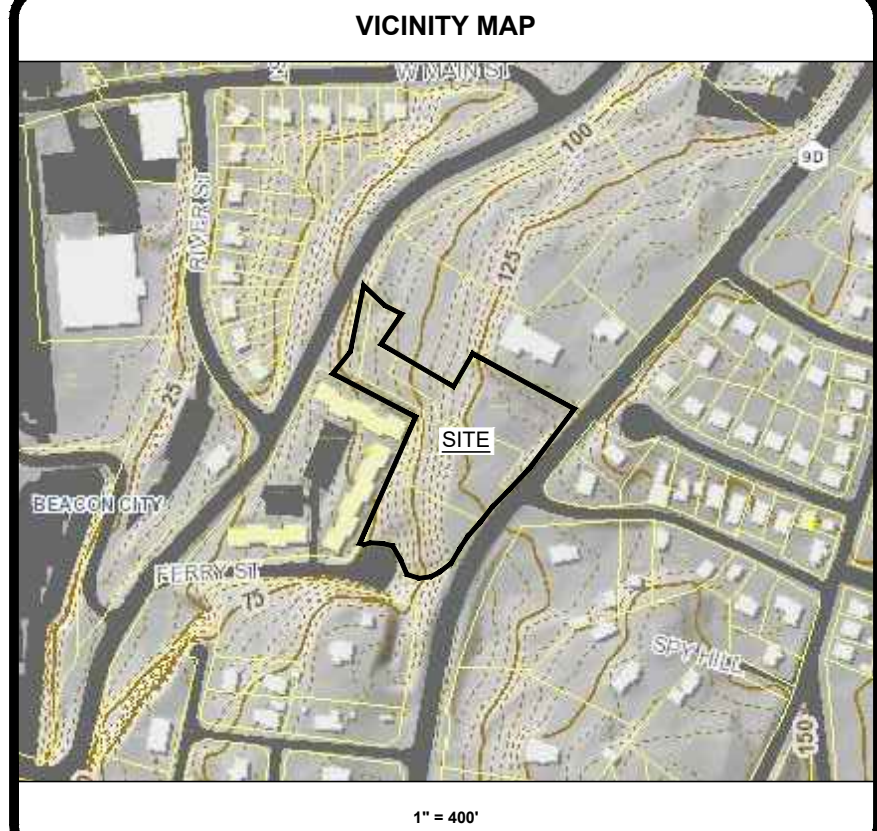 VICINITY MAP
W MAIN ST
100
9D
RIVER ST
125
25
SITE
BEACON CITY
FERRY ST
75
SPY HILL
150
1" = 400'